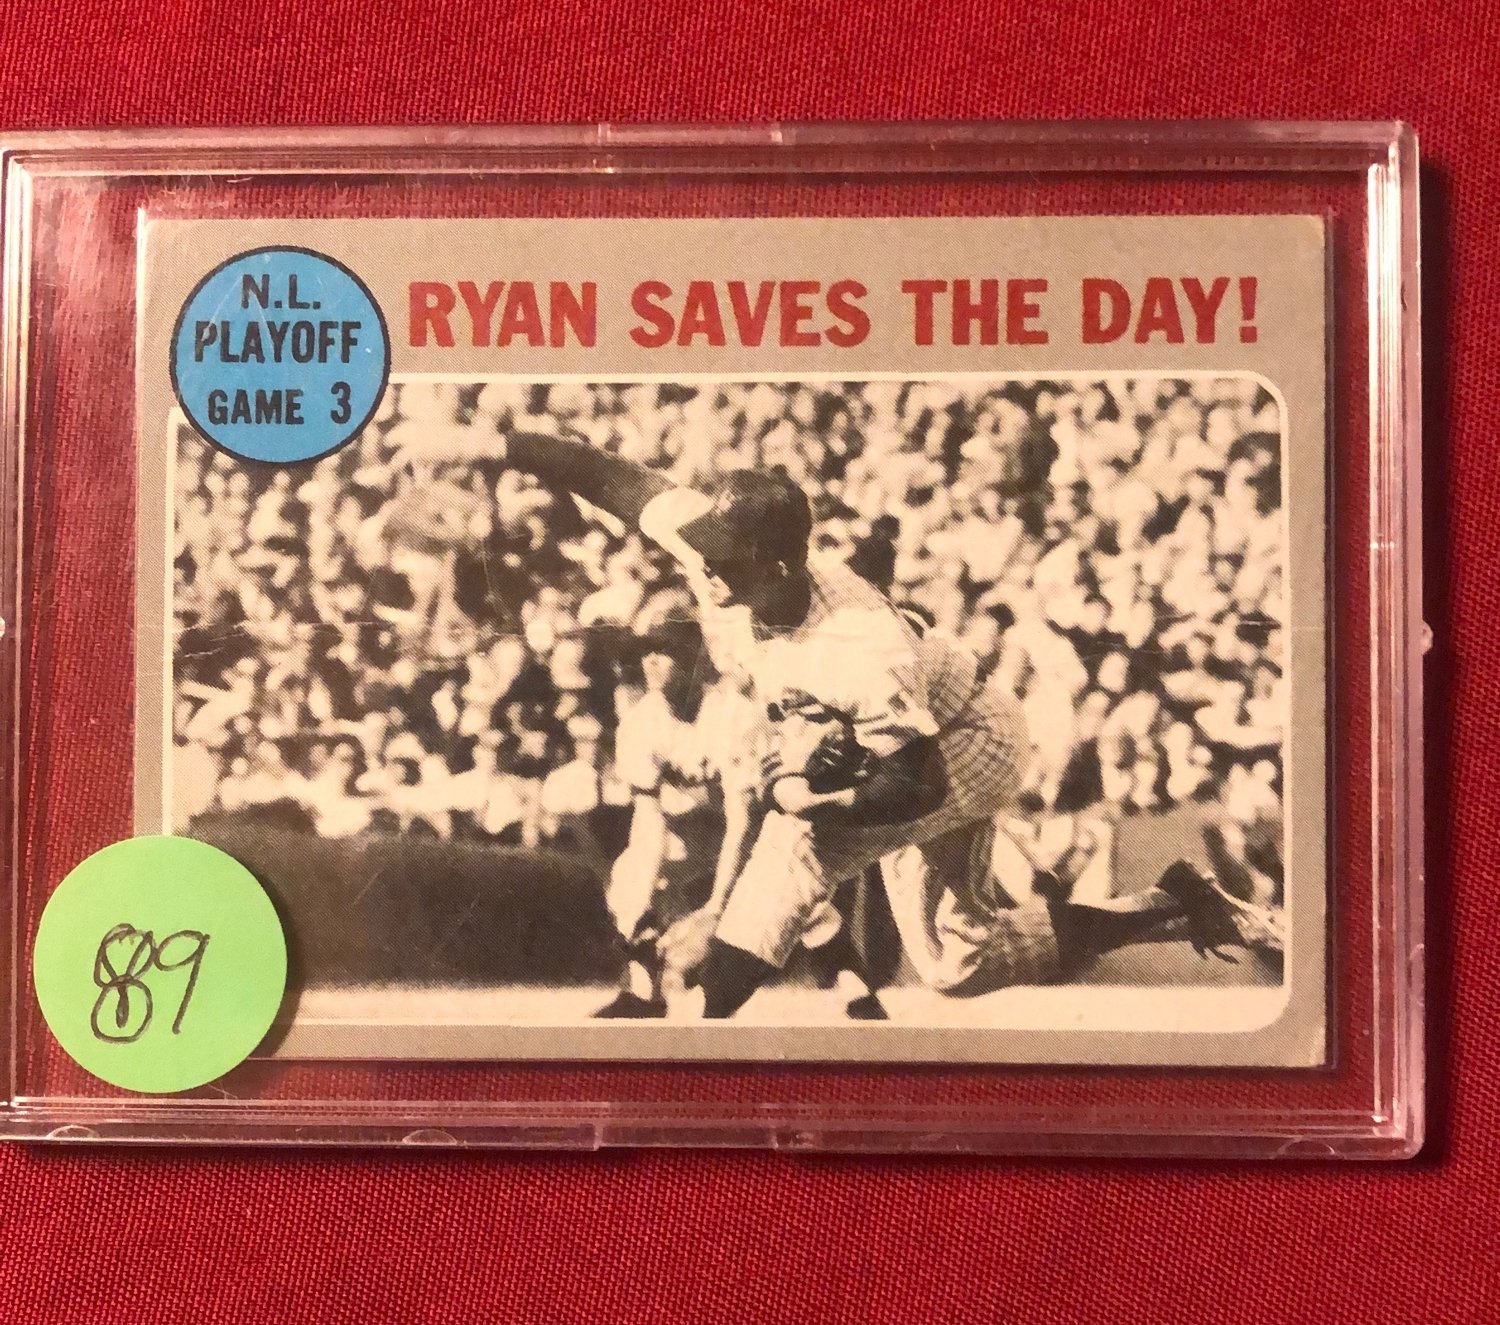 N.L.
PLAYOFF
GAME 3
RYAN SAVES THE DAY!
89